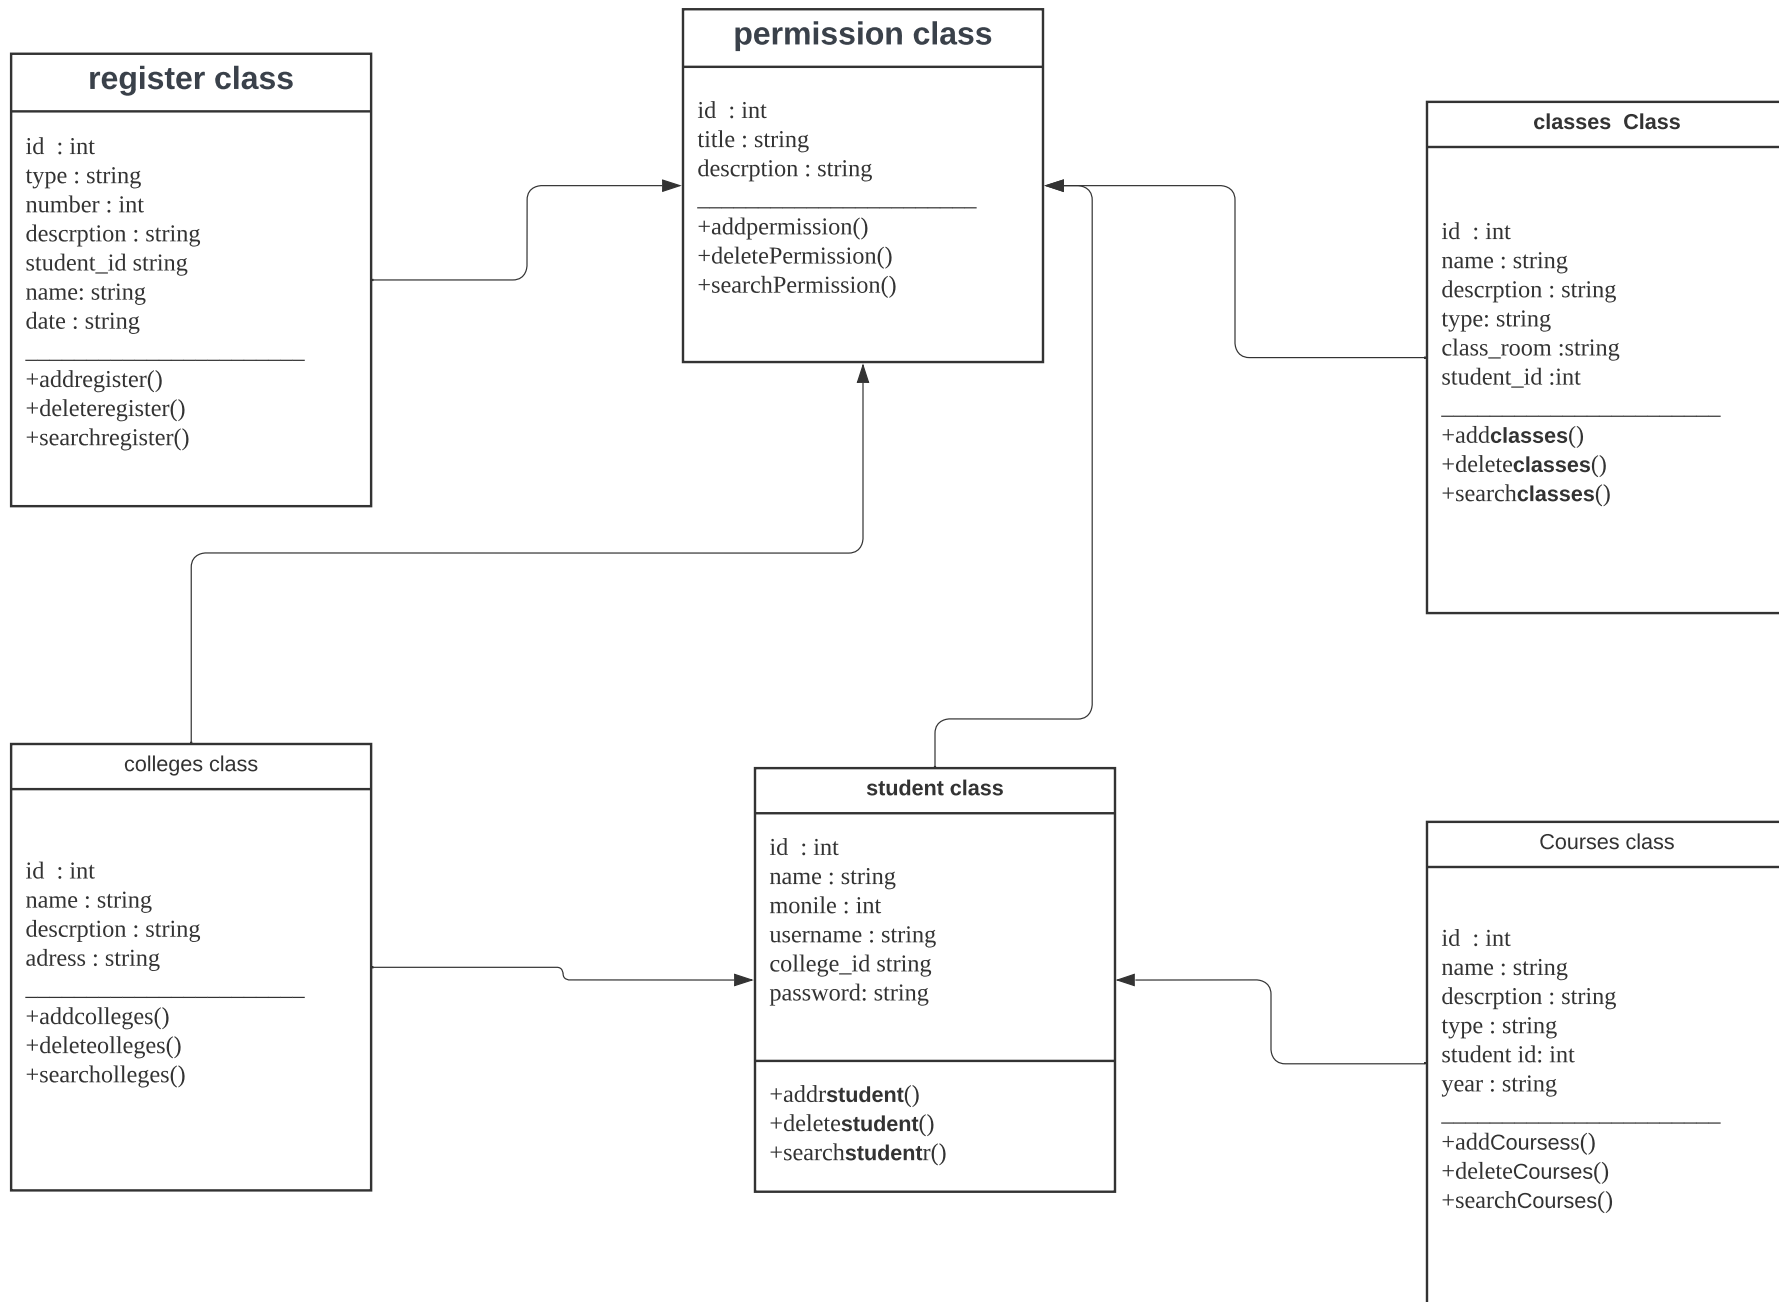 permission class
id : int
title : string
descrption : string
+addpermission()
+deletePermission()
+searchPermission()
register class
id : int
type : string
number : int
descrption : string
student_id string
name: string
date : string
+addregister()
+deleteregister()
+searchregister()
classes Class
id : int
name : string
descrption : string
type: string
class_room :string
student_id :int
+addclasses()
+deleteclasses()
+searchclasses()
colleges class
id : int
name : string
descrption : string
adress : string
+addcolleges()
+deleteolleges()
+searcholleges()
student class
id : int
name : string
monile : int
username : string
college_id string
password: string
+addrstudent()
+deletestudent()
+searchstudentr()
Courses class
id : int
name : string
descrption : string
type : string
student id: int
year : string
+addCoursess()
+deleteCourses()
+searchCourses()